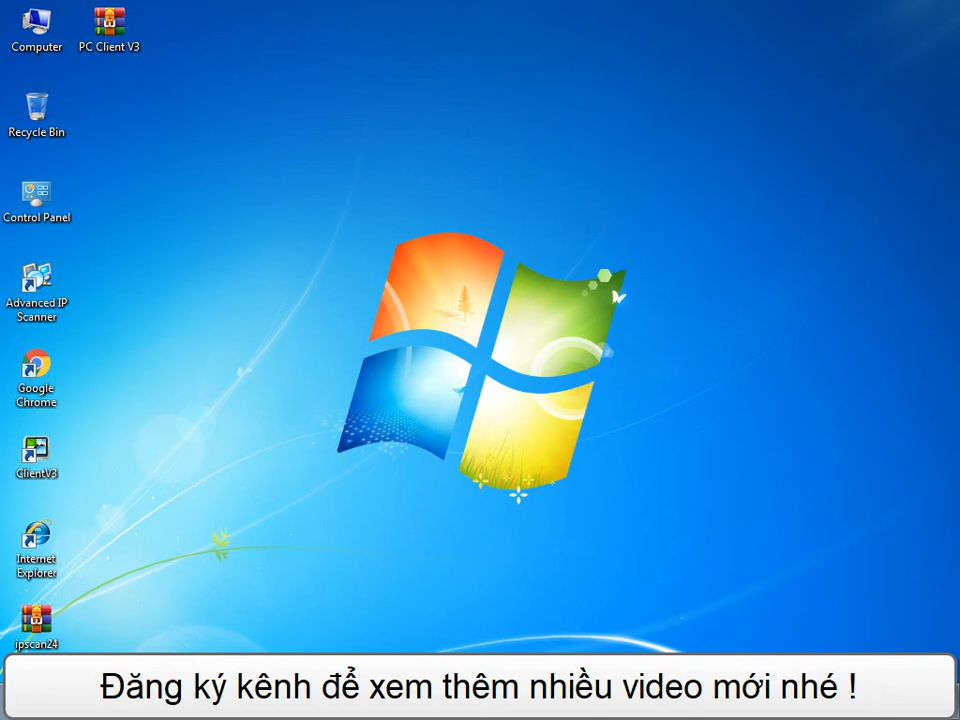 Computer
PC Client V3
Recycle Bin
Control Panel
Advanced IP
Scanner
Google
Chrome
ClientV3
Internet
Explorer
ipscan24
Đăng ký kênh để xem thêm nhiều video mới nhé !